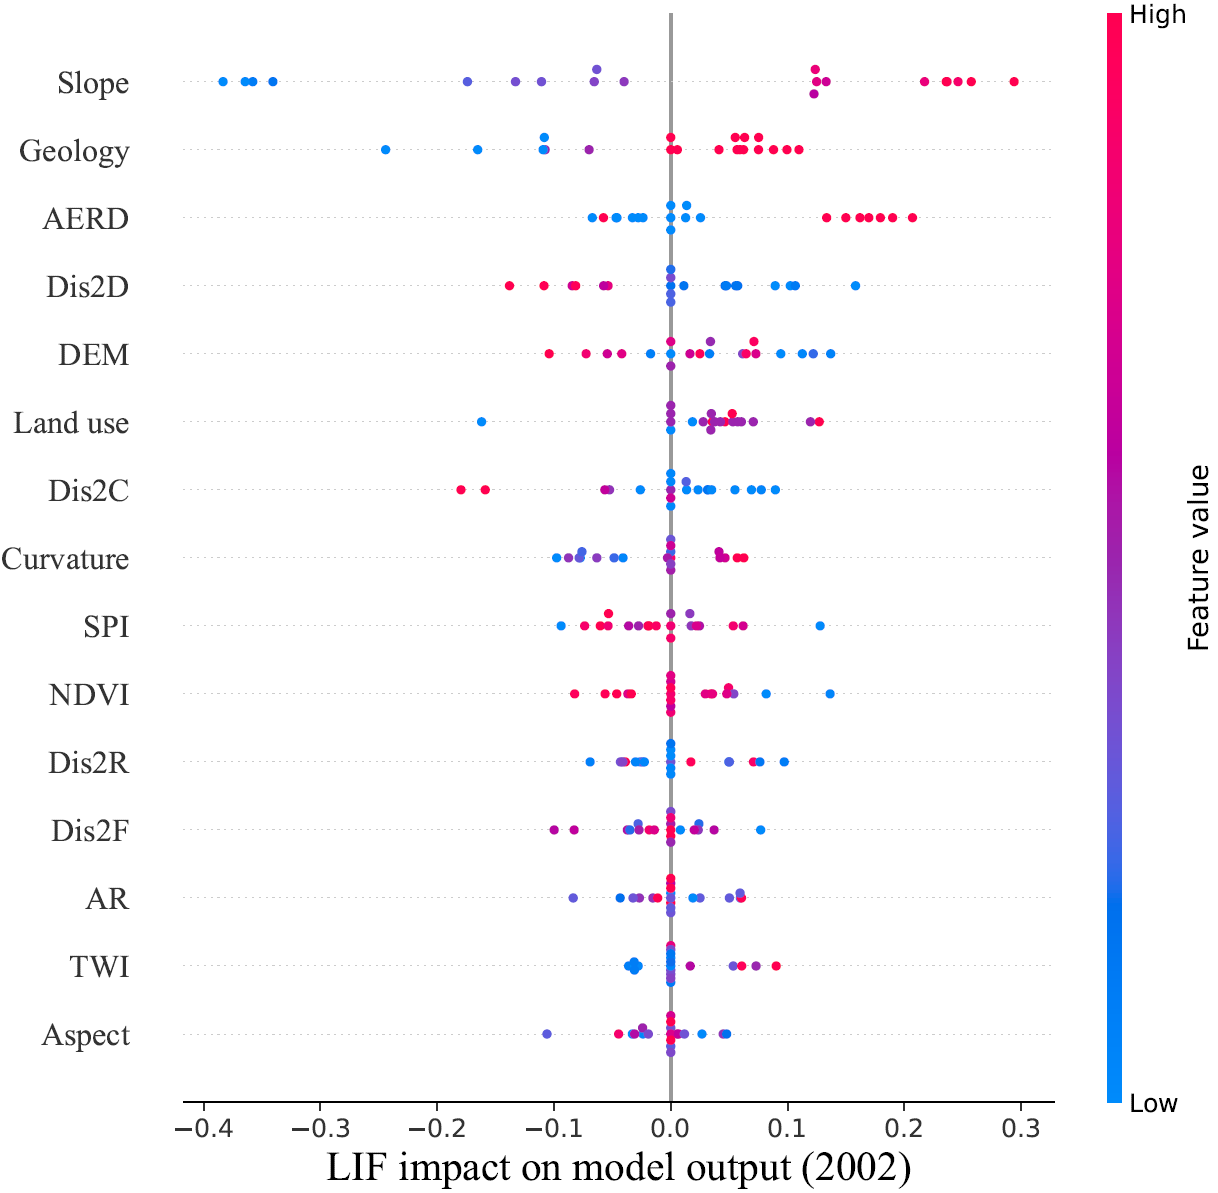 High
Slope
Geology
AERD
Dis2D
DEM
Land use
Dis2C
Curvature
SPI
NDVI
Dis2R
Dis2F
AR
TWI
Aspect
Feature value
Low
−0.4 −0.3 −0.2 −0.1 0.0 0.1 0.2 0.3
LIF impact on model output (2002)